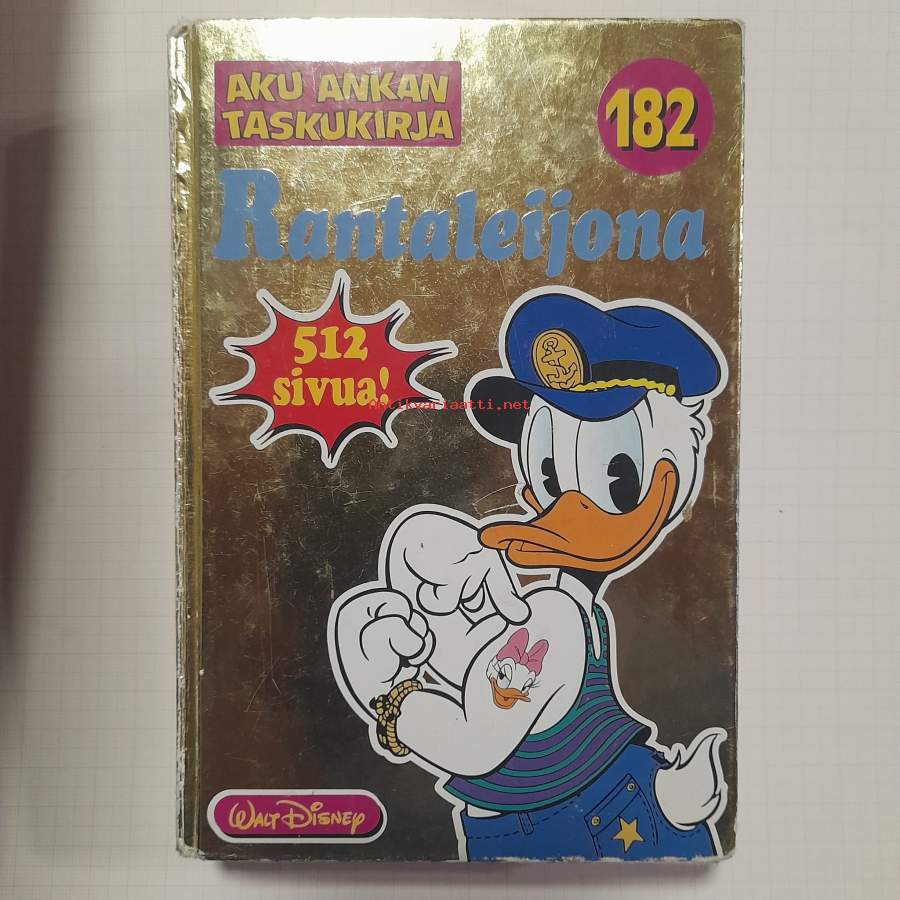 AKU ANKAN
TASKUKIRJA
182
Rantaleijona
512
sivua!
Antikvariaatti.net
WALT DISNEY